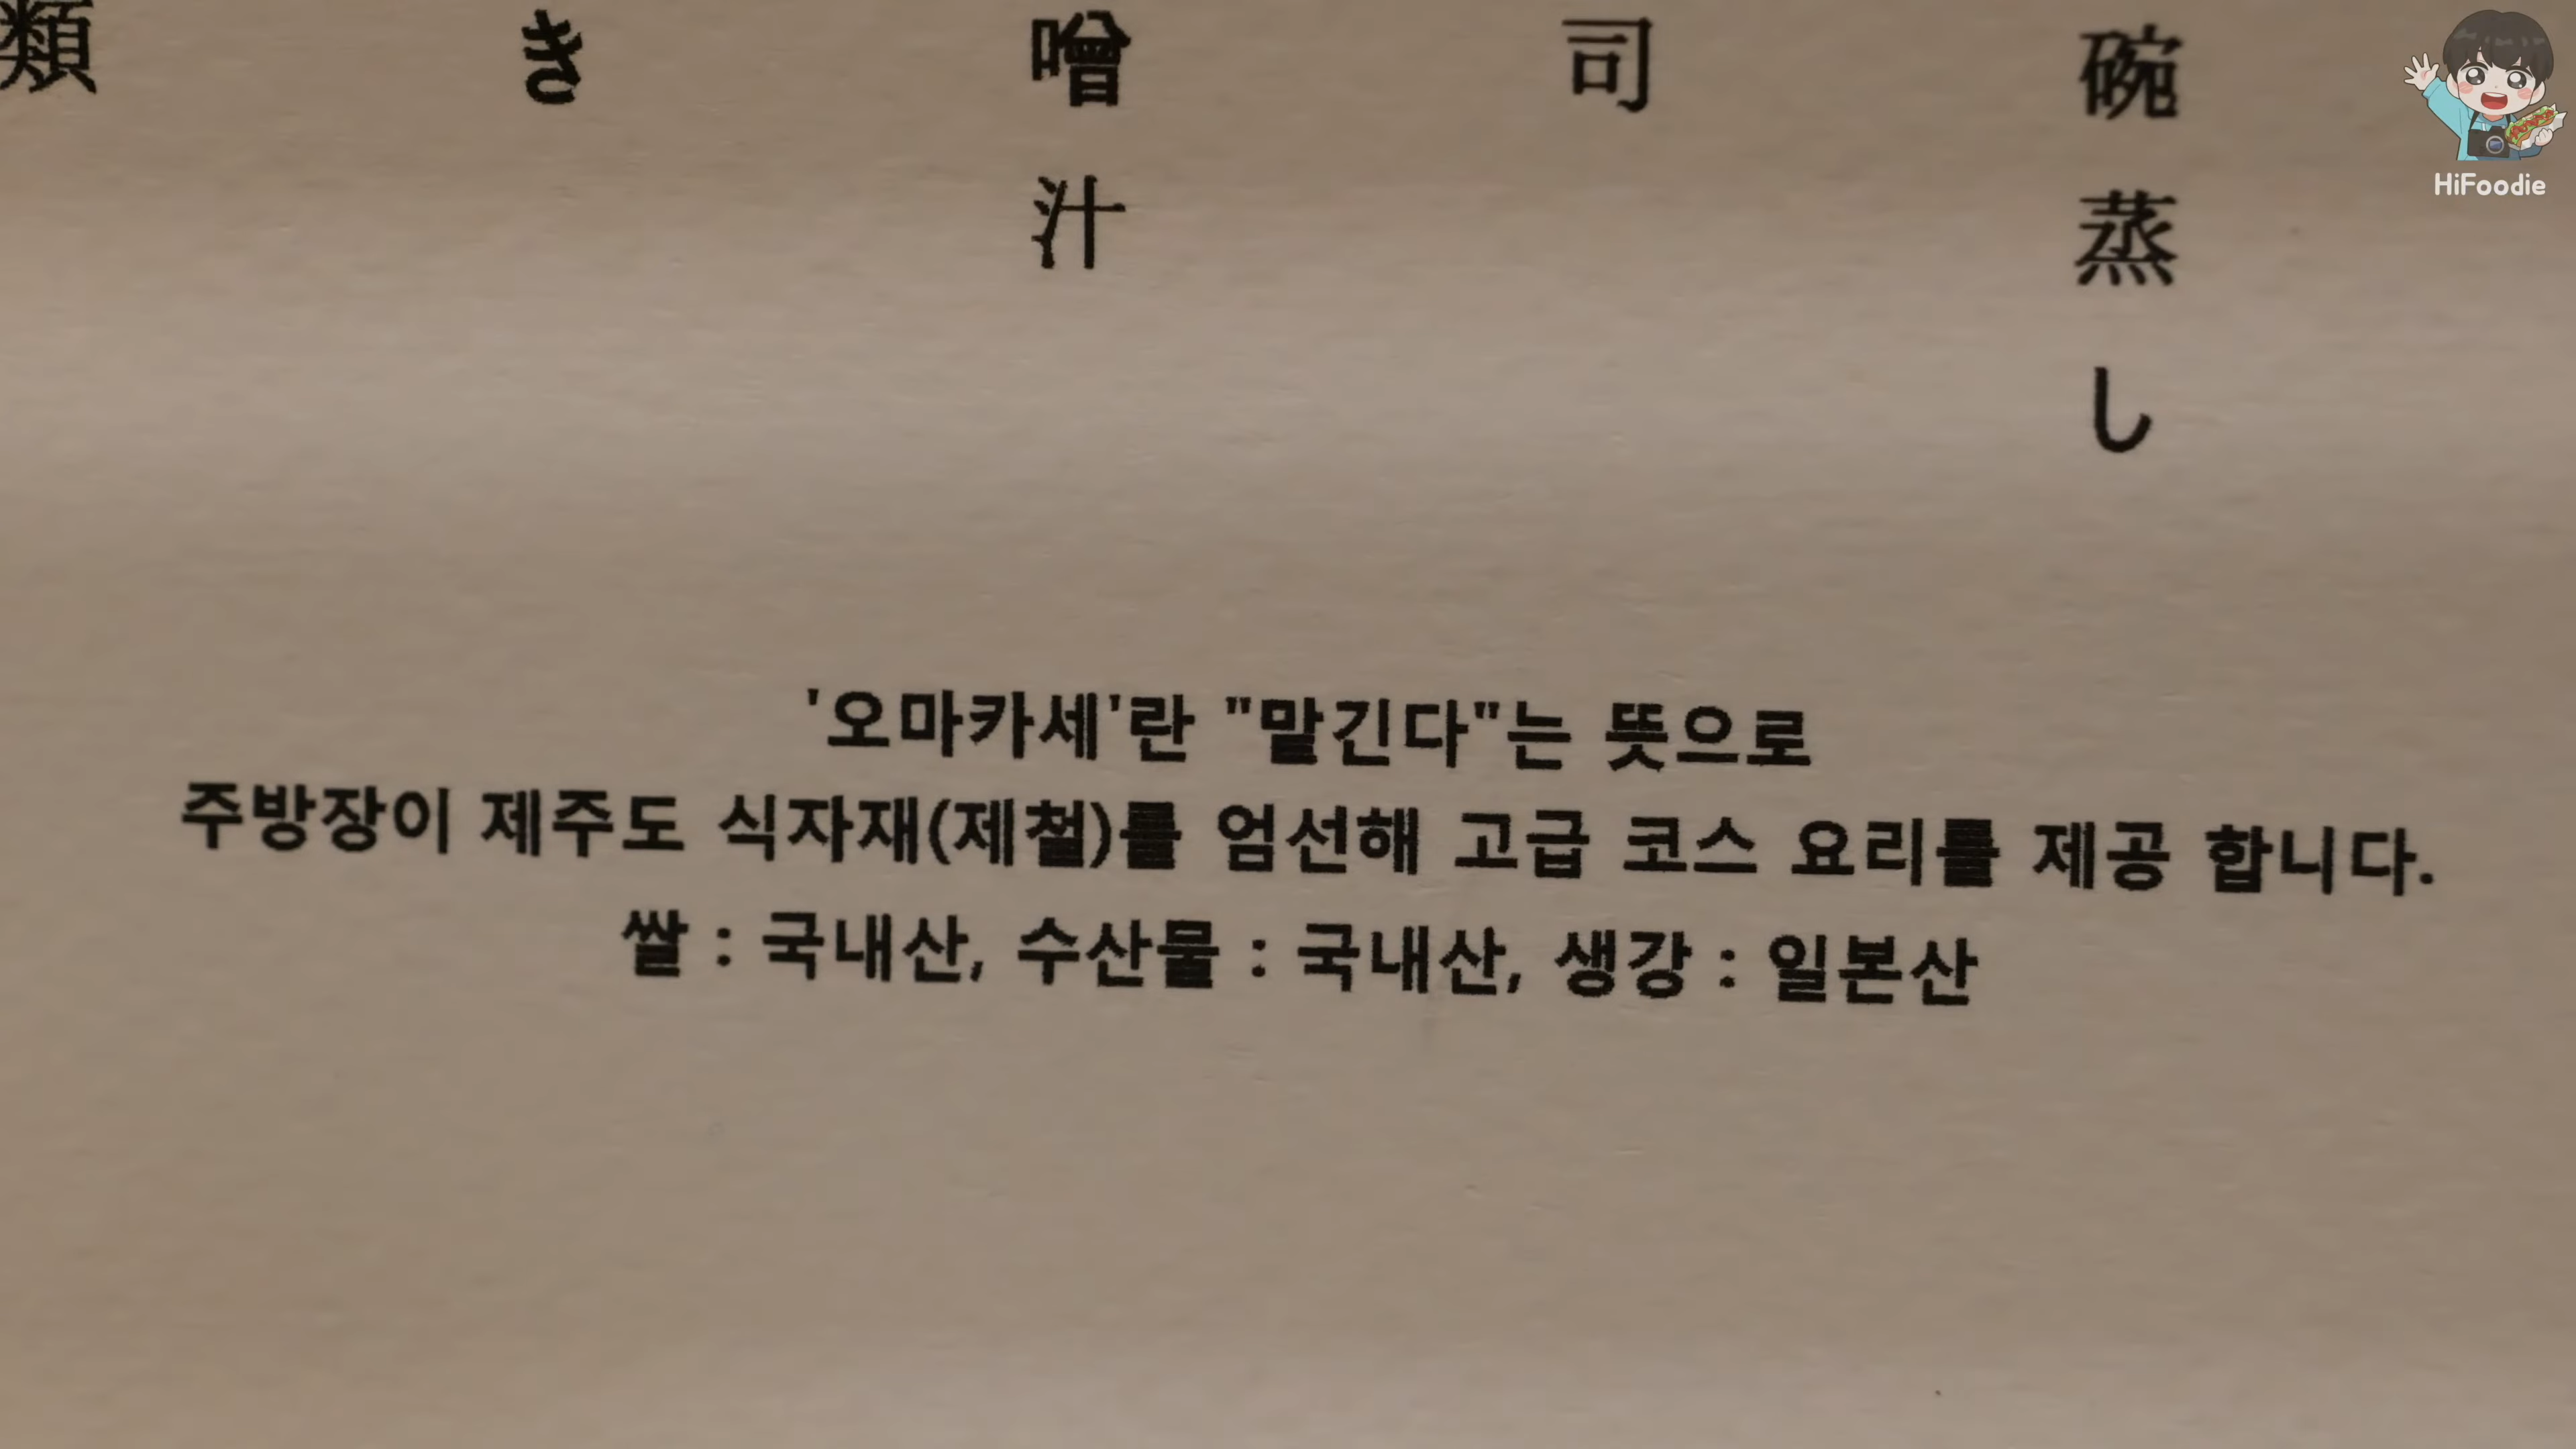 碗蒸し
司
噌汁
き
類
'오마카세'란 "맡긴다"는 뜻으로
주방장이 제주도 식자재(제철)를 엄선해 고급 코스 요리를 제공 합니다.
쌀 : 국내산, 수산물 : 국내산, 생강 : 일본산
HiFoodie